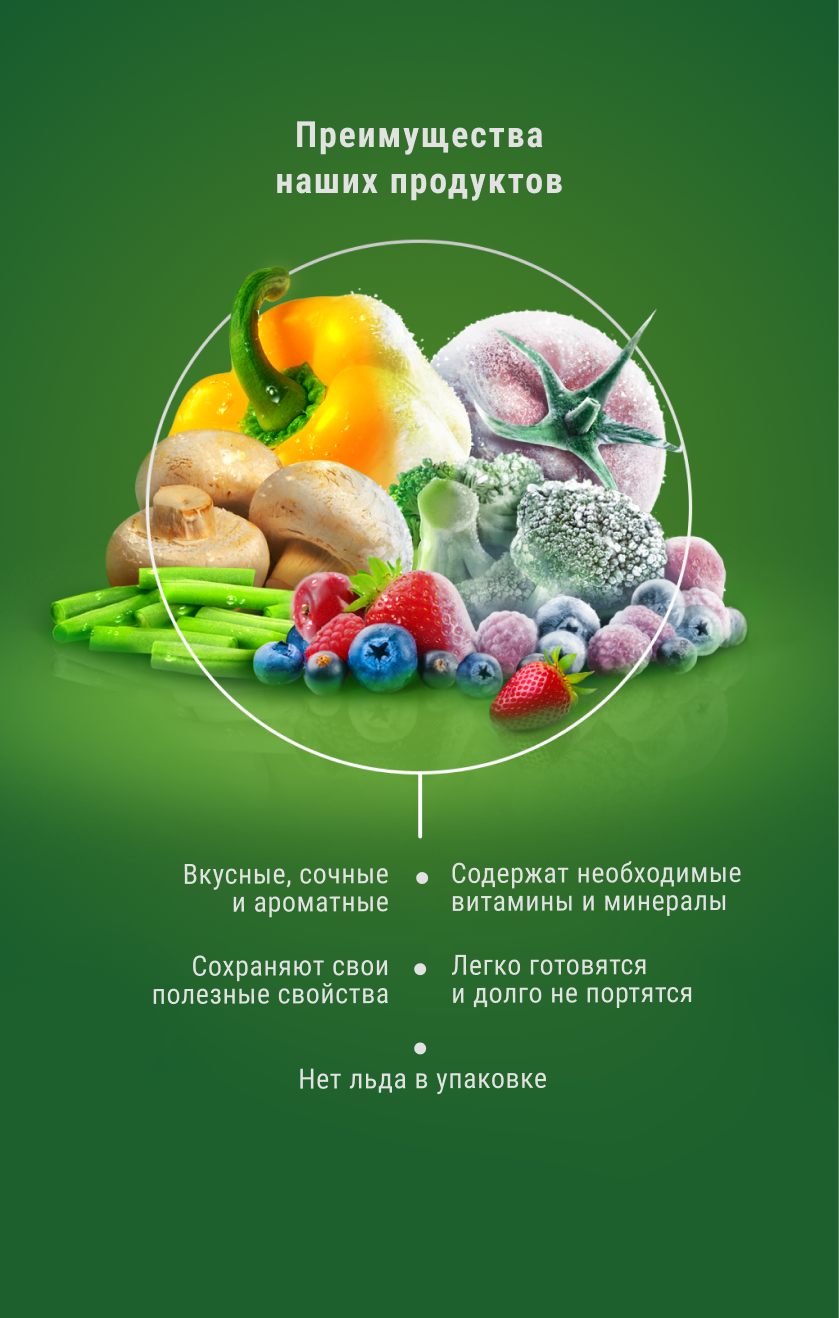 Преимущества
наших продуктов
Вкусные, сочные
и ароматные
Содержат необходимые
витамины и минералы
Сохраняют свои
полезные свойства
Легко готовятся
и долго не портятся
Нет льда в упаковке